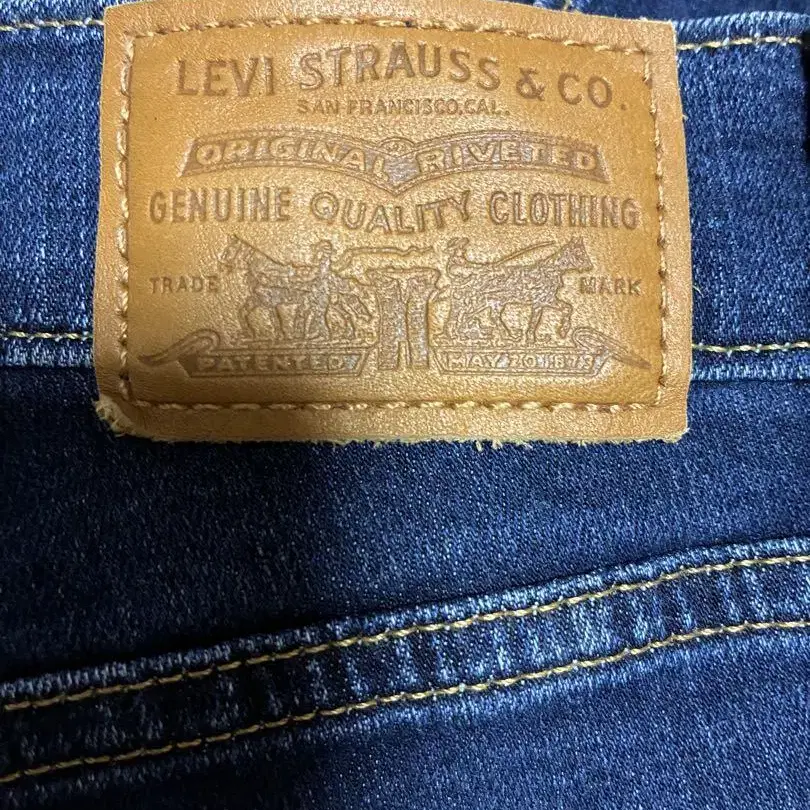 LEVI STRAUSS & CO.
SAN FRANCISCO, CAL.
ORIGINAL RIVETED
GENUINE QUALITY CLOTHING
TRADE MARK
PATENTED MAY 20 1873